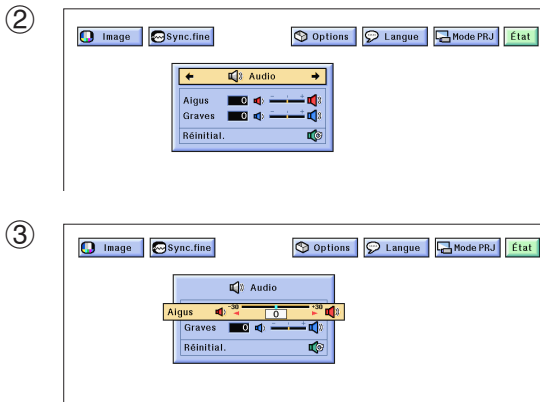 ②
Image Sync.fine Options Langue Mode PRJ État
Audio
Aigus 0 - +
Graves 0 - +
Réinitial.
③
Image Sync.fine Options Langue Mode PRJ État
Audio
Aigus -30 0 +30
Graves 0 - +
Réinitial.